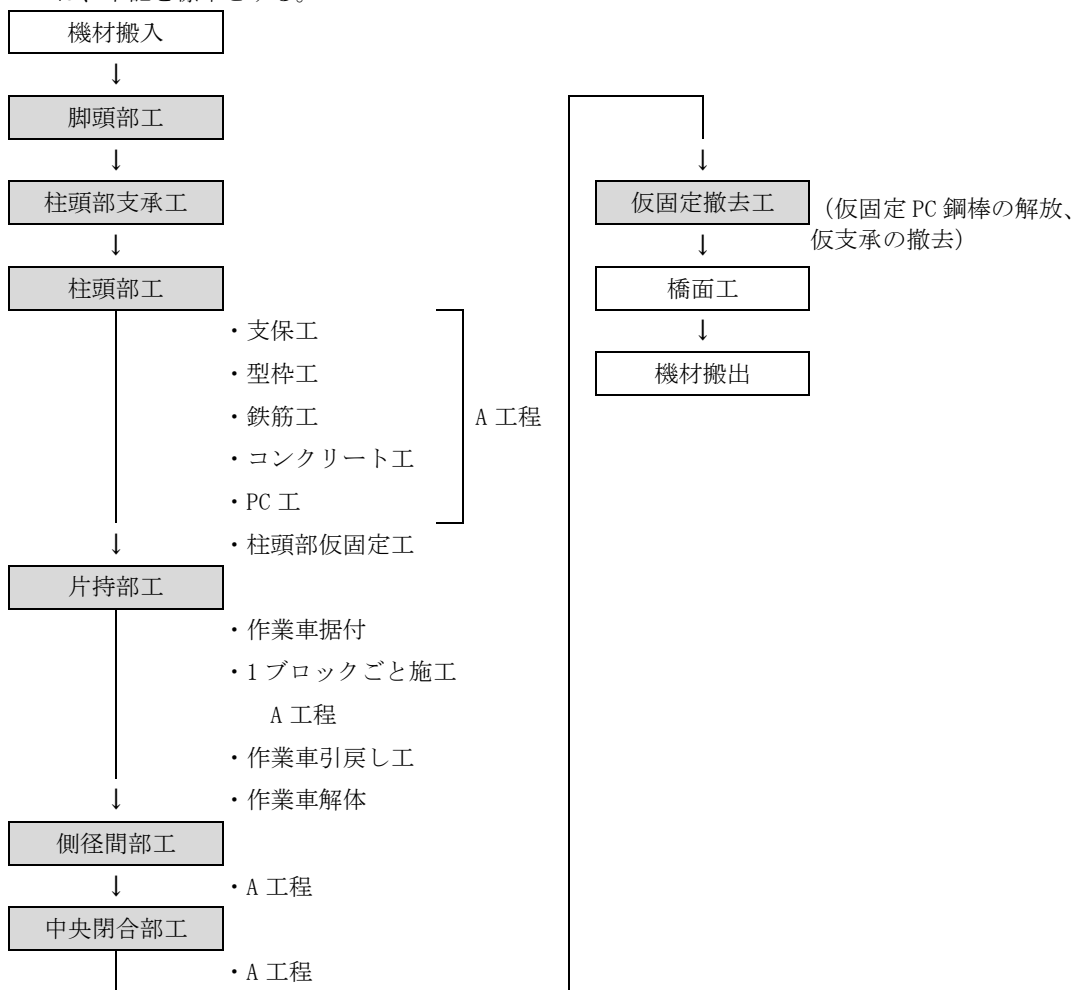 機材搬入
↓
脚頭部工
↓
柱頭部支承工
↓
柱頭部工
・支保工
・型枠工
・鉄筋工
・コンクリート工
・PC 工
A 工程
↓
・柱頭部仮固定工
片持部工
・作業車据付
・1 ブロックごと施工
A 工程
・作業車引戻し工
↓
・作業車解体
側径間部工
↓
・A 工程
中央閉合部工
・A 工程
↓
仮固定撤去工
（仮固定 PC 鋼棒の解放、
仮支承の撤去）
↓
橋面工
↓
機材搬出